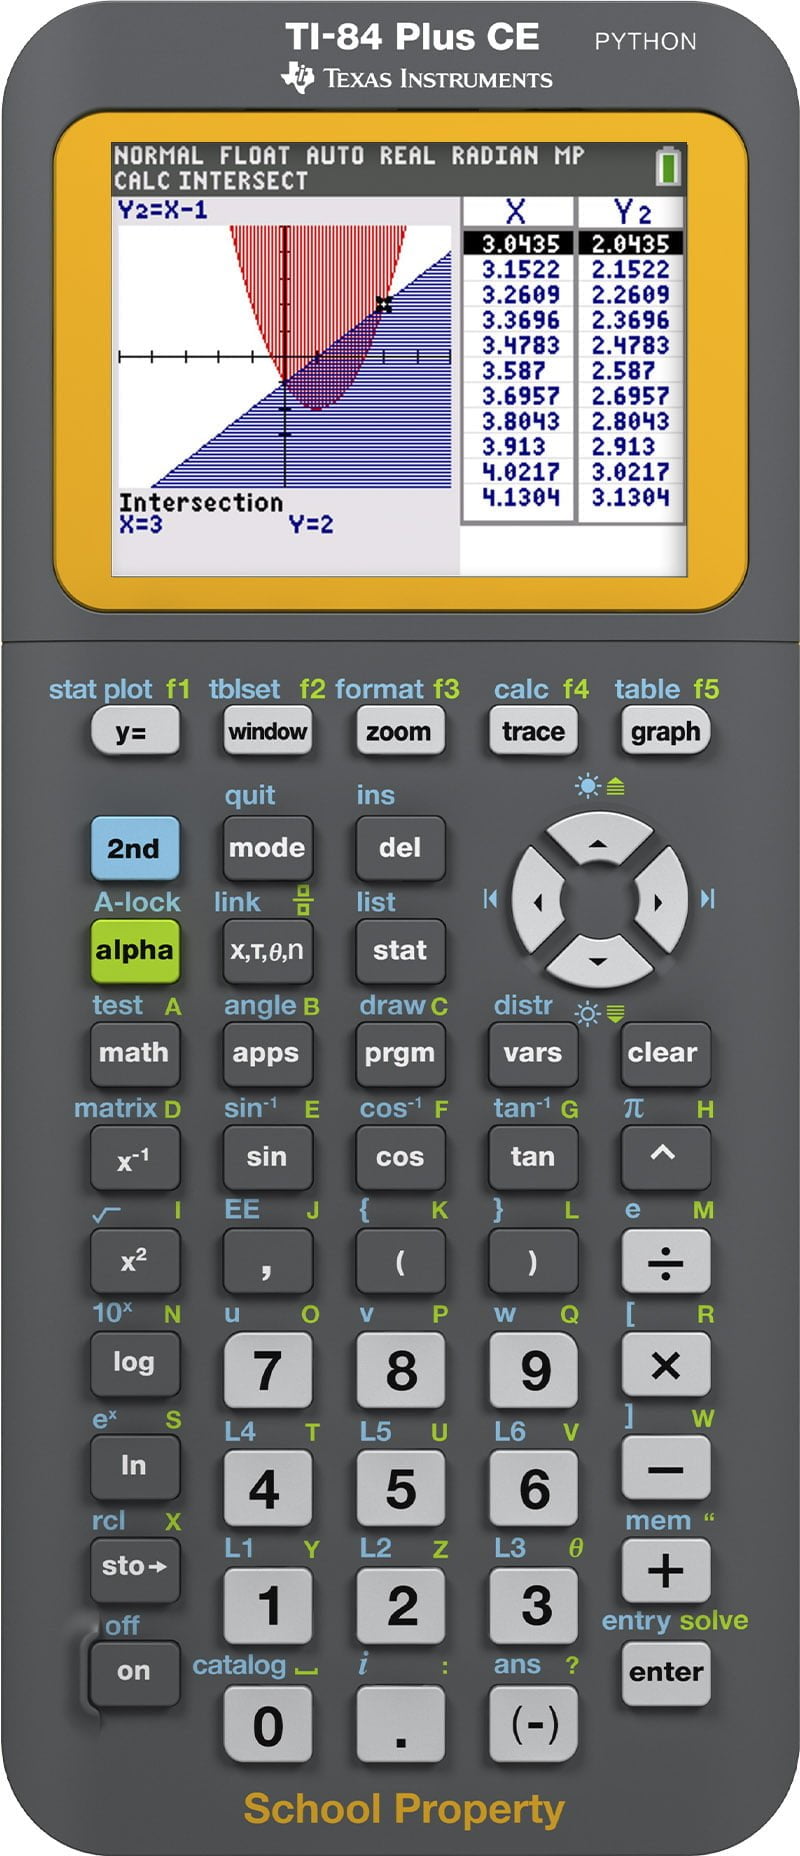 TI-84 Plus CE PYTHON
TEXAS INSTRUMENTS
NORMAL FLOAT AUTO REAL RADIAN MP
CALC INTERSECT
Y2=X-1
X Y2
3.0435 2.0435
3.1522 2.1522
3.2609 2.2609
3.3696 2.3696
3.4783 2.4783
3.587 2.587
3.6957 2.6957
3.8043 2.8043
3.913 2.913
4.0217 3.0217
4.1304 3.1304
Intersection
X=3 Y=2
stat plot f1 tblset f2 format f3 calc f4 table f5
y= window zoom trace graph
quit ins
2nd mode del
A-lock link list
alpha X,T,θ,n stat
test A angle B draw C distr
math apps prgm vars clear
matrix D sin⁻¹ E cos⁻¹ F tan⁻¹ G π H
x⁻¹ sin cos tan ^
√ I EE J { K } L e M
x² , ( ) ÷
10ˣ N u O v P w Q [ R
log 7 8 9 ×
eˣ S L4 T L5 U L6 V ] W
ln 4 5 6 −
rcl X L1 Y L2 Z L3 θ mem “
sto→ 1 2 3 +
off catalog ⎵ i : ans ? entry solve
on 0 . (-) enter
School Property